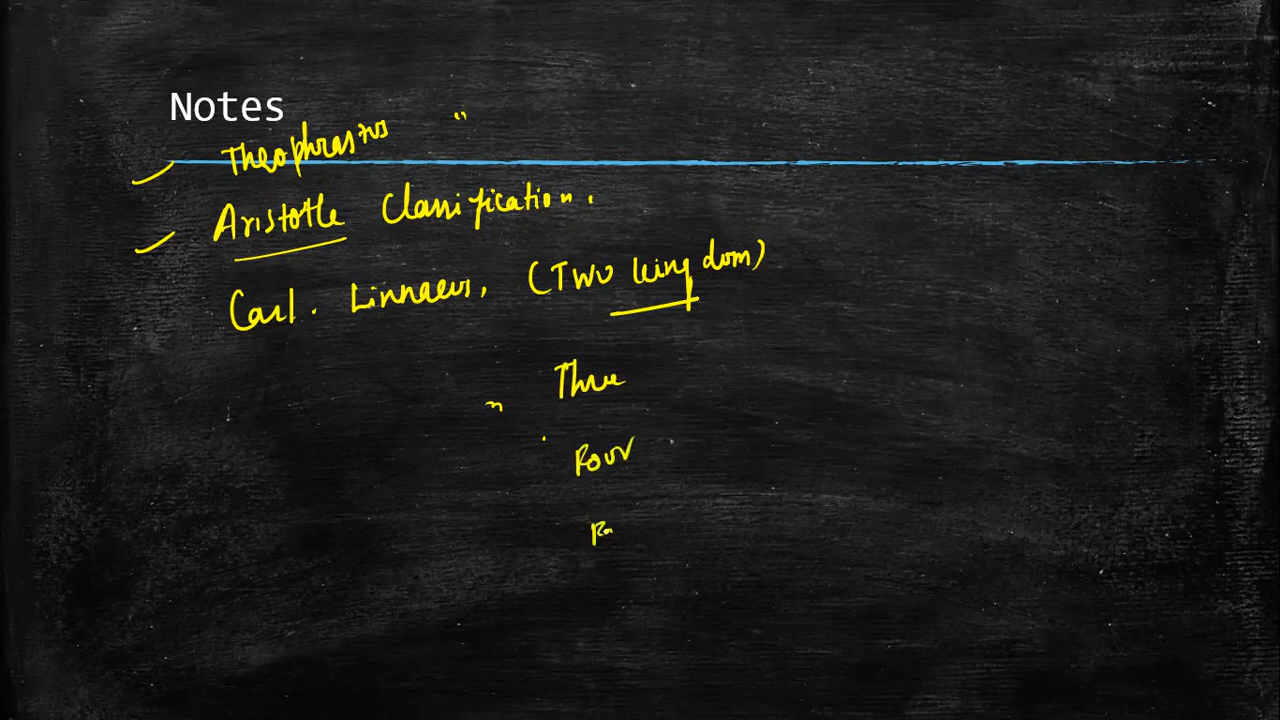 Notes
Theophrastus "
Aristotle Classification.
Carl. Linnaeus, (Two kingdom)
" Three
Four